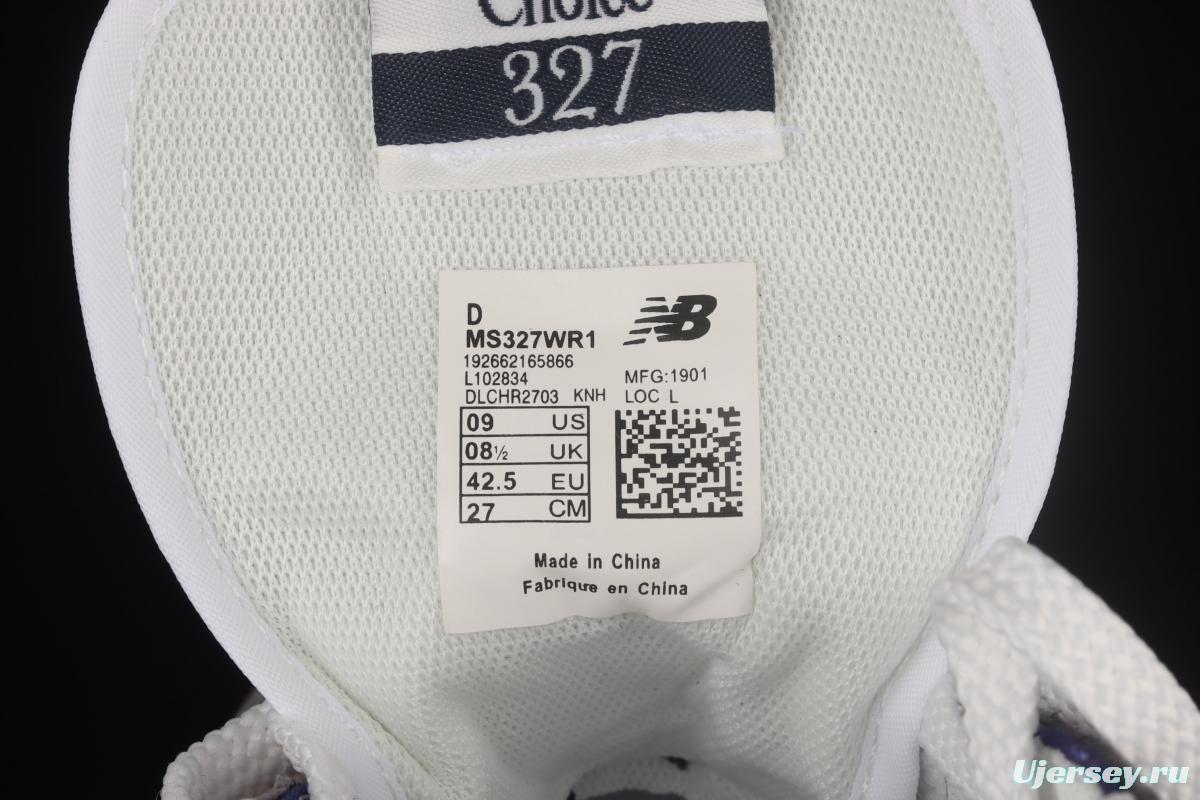 Choice
327
D
MS327WR1
NB
192662165866
L102834
MFG:1901
DLCHR2703 KNH
LOC L
09 US
08½ UK
42.5 EU
27 CM
Made in China
Fabrique en China
Ujersey.ru